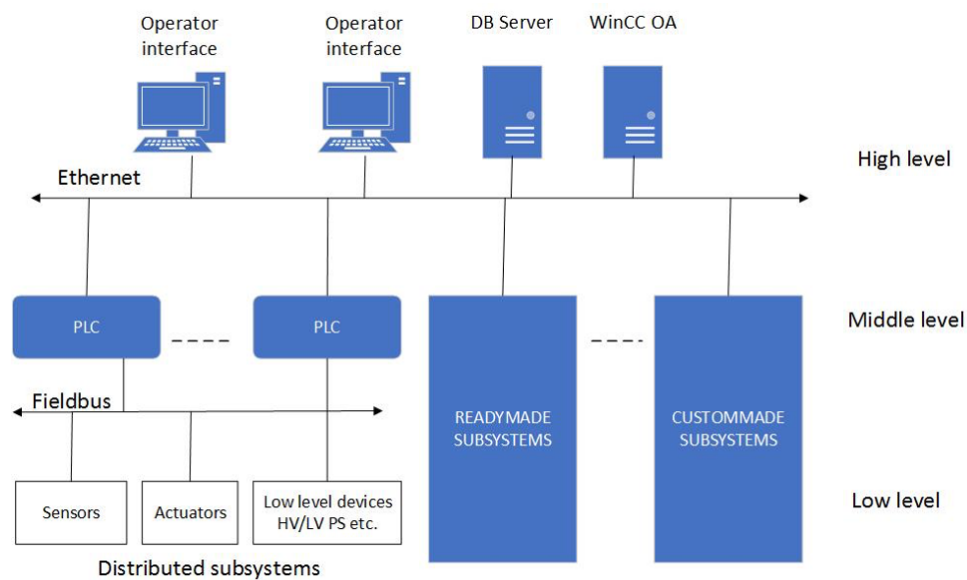 Operator
interface
Operator
interface
DB Server
WinCC OA
High level
Ethernet
PLC
PLC
Middle level
Fieldbus
READYMADE
SUBSYSTEMS
CUSTOMMADE
SUBSYSTEMS
Sensors
Actuators
Low level devices
HV/LV PS etc.
Low level
Distributed subsystems